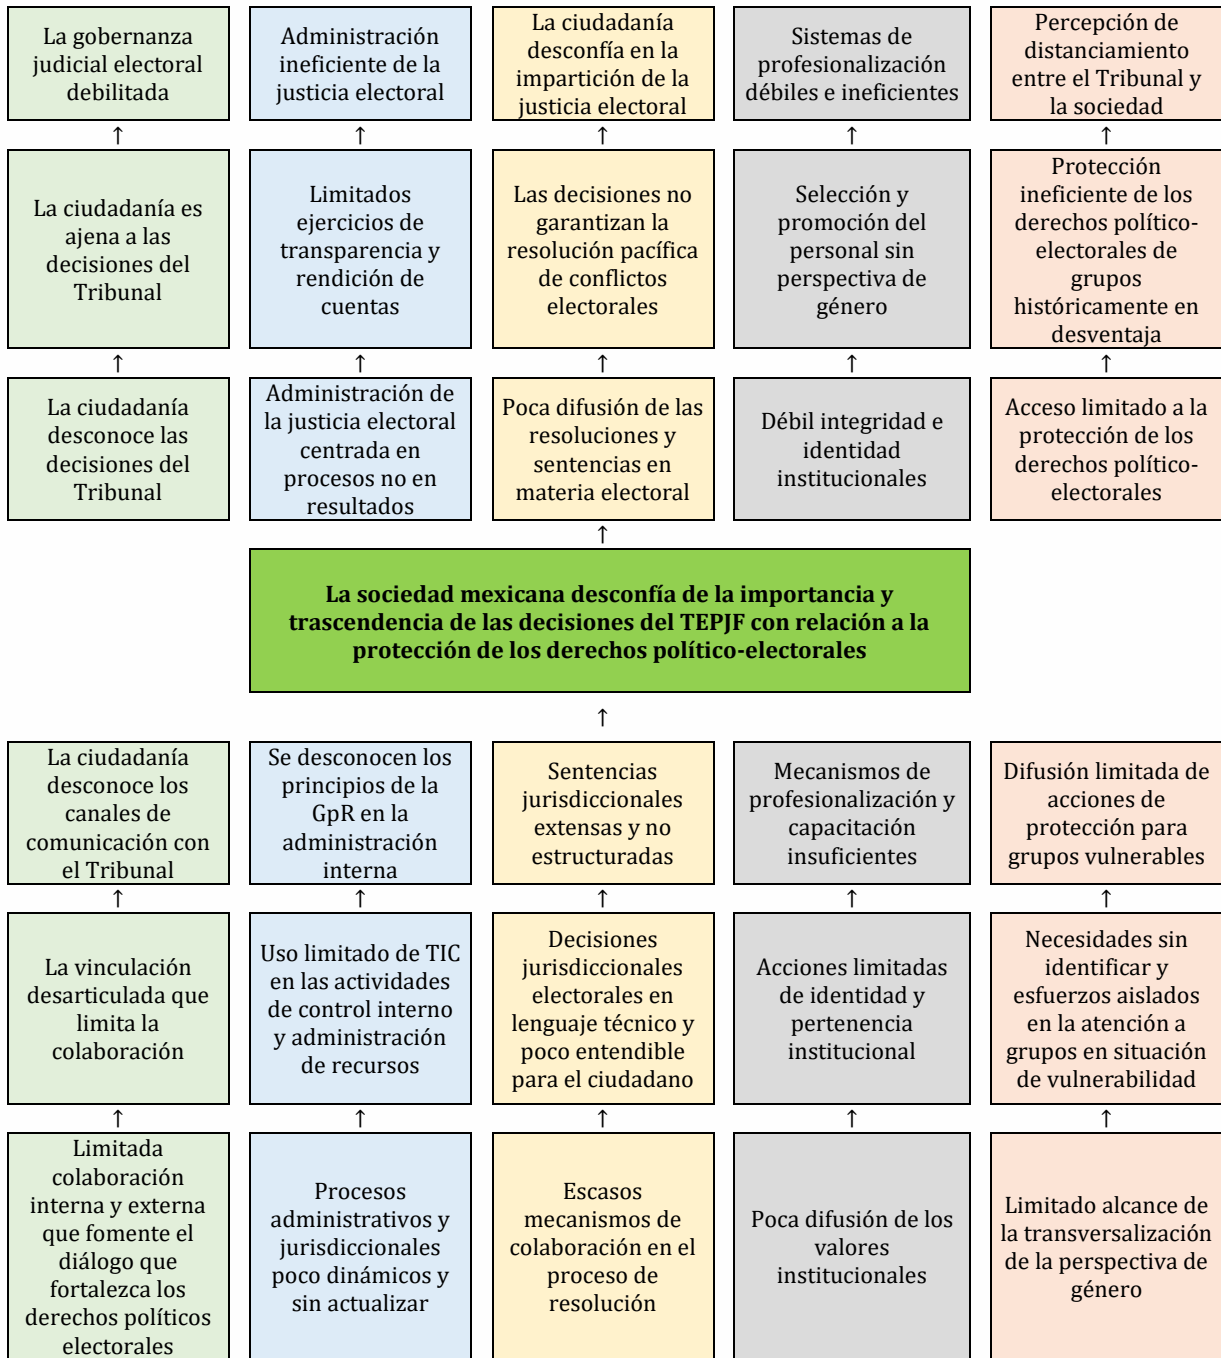 La gobernanza
judicial electoral
debilitada
Administración
ineficiente de la
justicia electoral
La ciudadanía
desconfía en la
impartición de la
justicia electoral
Sistemas de
profesionalización
débiles e ineficientes
Percepción de
distanciamiento
entre el Tribunal y
la sociedad
↑ ↑ ↑ ↑ ↑
La ciudadanía es
ajena a las
decisiones del
Tribunal
Limitados
ejercicios de
transparencia y
rendición de
cuentas
Las decisiones no
garantizan la
resolución pacífica
de conflictos
electorales
Selección y
promoción del
personal sin
perspectiva de
género
Protección
ineficiente de los
derechos político-
electorales de
grupos
históricamente en
desventaja
↑ ↑ ↑ ↑ ↑
La ciudadanía
desconoce las
decisiones del
Tribunal
Administración de
la justicia electoral
centrada en
procesos no en
resultados
Poca difusión de las
resoluciones y
sentencias en
materia electoral
Débil integridad e
identidad
institucionales
Acceso limitado a la
protección de los
derechos político-
electorales
↑
La sociedad mexicana desconfía de la importancia y
trascendencia de las decisiones del TEPJF con relación a la
protección de los derechos político-electorales
↑
La ciudadanía
desconoce los
canales de
comunicación con
el Tribunal
Se desconocen los
principios de la
GpR en la
administración
interna
Sentencias
jurisdiccionales
extensas y no
estructuradas
Mecanismos de
profesionalización y
capacitación
insuficientes
Difusión limitada de
acciones de
protección para
grupos vulnerables
↑ ↑ ↑ ↑ ↑
La vinculación
desarticulada que
limita la
colaboración
Uso limitado de TIC
en las actividades
de control interno
y administración
de recursos
Decisiones
jurisdiccionales
electorales en
lenguaje técnico y
poco entendible
para el ciudadano
Acciones limitadas
de identidad y
pertenencia
institucional
Necesidades sin
identificar y
esfuerzos aislados
en la atención a
grupos en situación
de vulnerabilidad
↑ ↑ ↑ ↑ ↑
Limitada
colaboración
interna y externa
que fomente el
diálogo que
fortalezca los
derechos políticos
electorales
Procesos
administrativos y
jurisdiccionales
poco dinámicos y
sin actualizar
Escasos
mecanismos de
colaboración en el
proceso de
resolución
Poca difusión de los
valores
institucionales
Limitado alcance de
la transversalización
de la perspectiva de
género